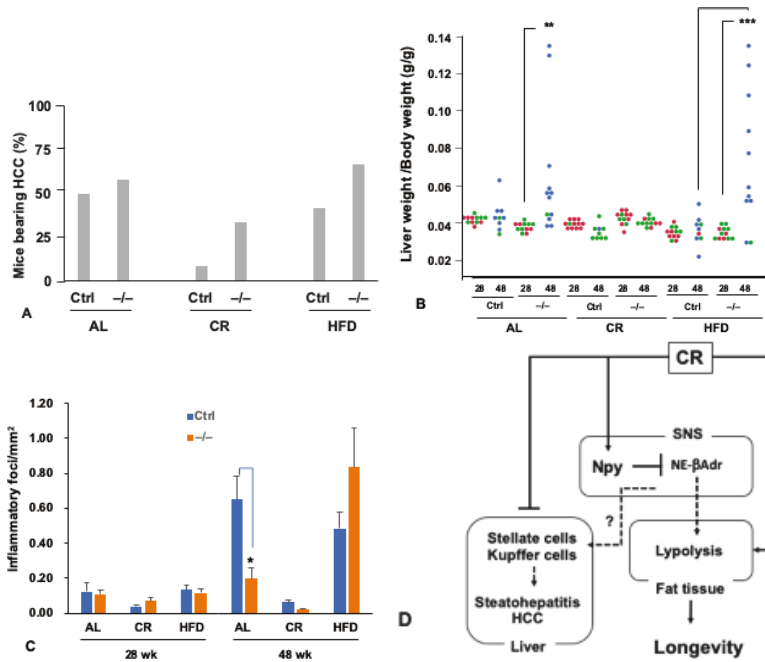 Mice bearing HCC (%)
100
75
50
25
0
Ctrl –/– Ctrl –/– Ctrl –/–
AL CR HFD
A
Liver weight /Body weight (g/g)
0.14
0.12
0.10
0.08
0.06
0.04
0.02
** ***
28 48 28 48 28 48 28 48 28 48 28 48
Ctrl –/– Ctrl –/– Ctrl –/–
AL CR HFD
B
Inflammatory foci/mm²
1.20
1.00
0.80
0.60
0.40
0.20
0.00
Ctrl
–/–
*
AL CR HFD AL CR HFD
28 wk 48 wk
C
CR
SNS
Npy NE-βAdr
?
Stellate cells
Kupffer cells
Steatohepatitis
HCC
Liver
Lypolysis
Fat tissue
Longevity
D